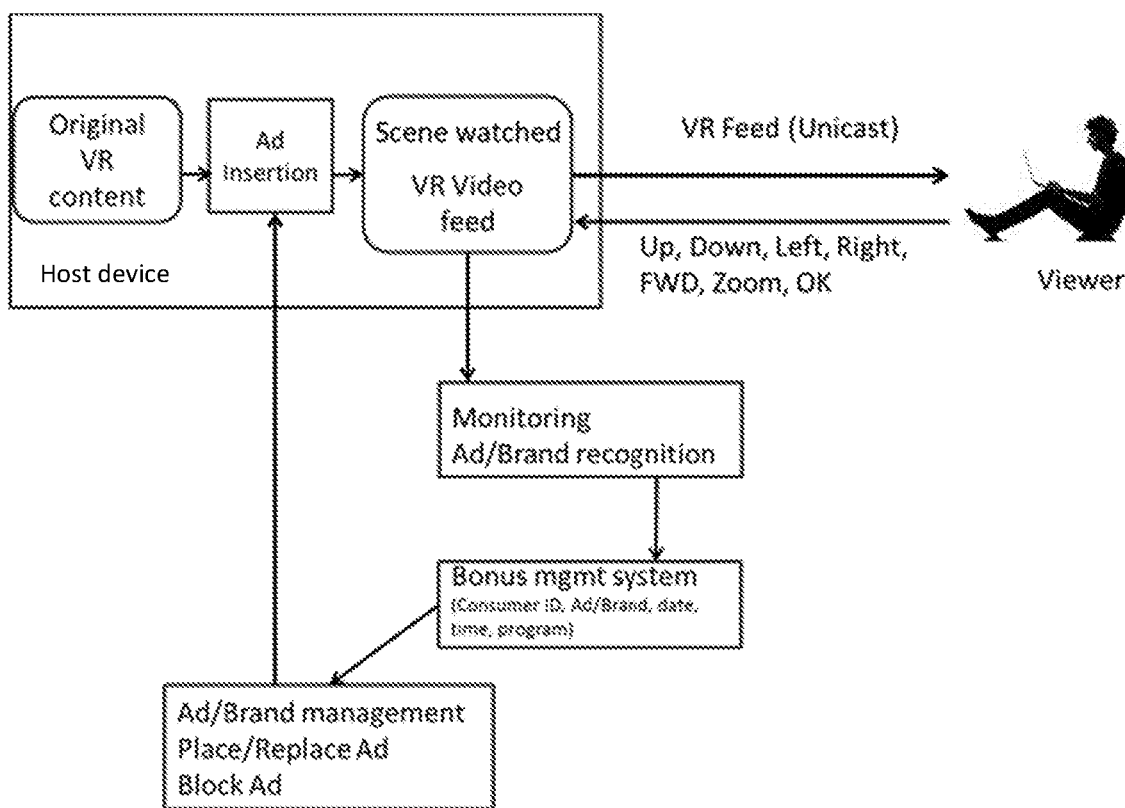 Original
VR
content
Ad
Insertion
Scene watched
VR Video
feed
Host device
VR Feed (Unicast)
Up, Down, Left, Right,
FWD, Zoom, OK
Viewer
Monitoring
Ad/Brand recognition
Bonus mgmt system
(Consumer ID, Ad/Brand, date,
time, program)
Ad/Brand management
Place/Replace Ad
Block Ad